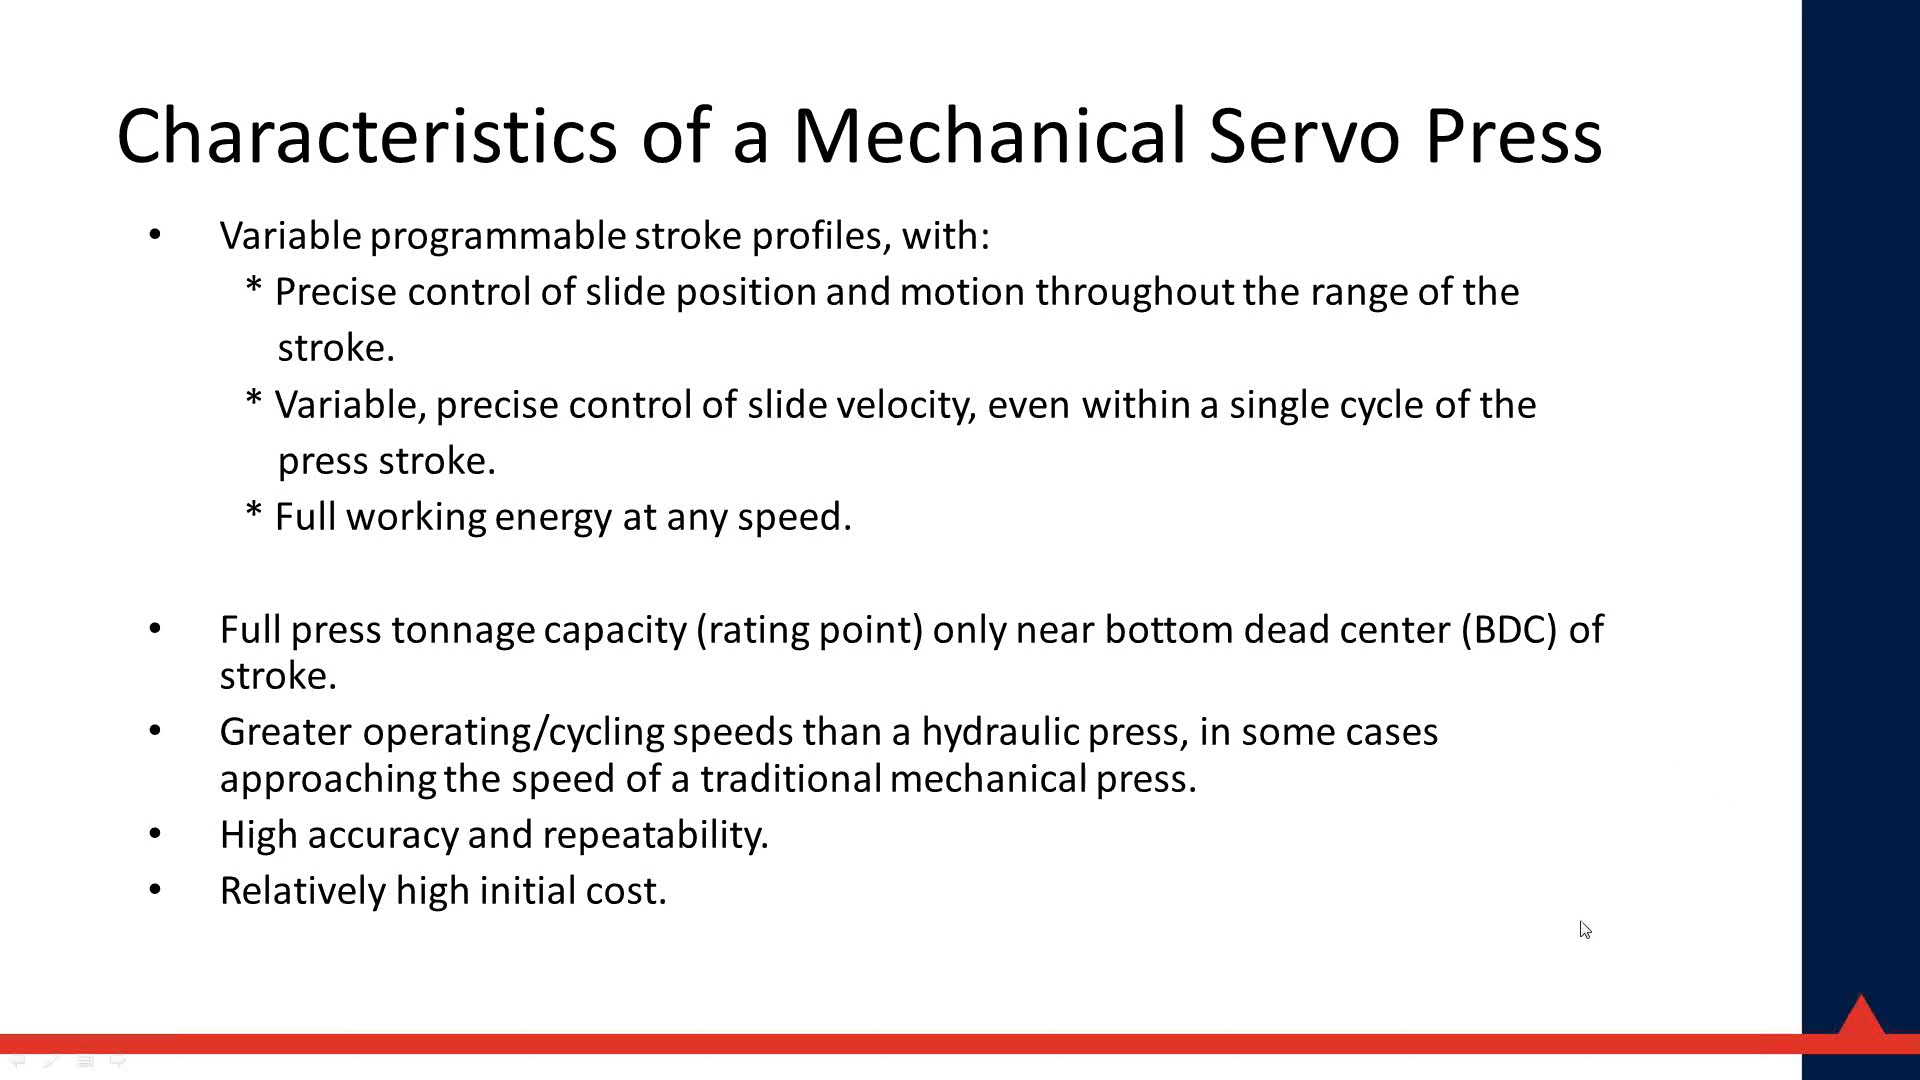 Characteristics of a Mechanical Servo Press
• Variable programmable stroke profiles, with:
* Precise control of slide position and motion throughout the range of the
stroke.
* Variable, precise control of slide velocity, even within a single cycle of the
press stroke.
* Full working energy at any speed.
• Full press tonnage capacity (rating point) only near bottom dead center (BDC) of
stroke.
• Greater operating/cycling speeds than a hydraulic press, in some cases
approaching the speed of a traditional mechanical press.
• High accuracy and repeatability.
• Relatively high initial cost.